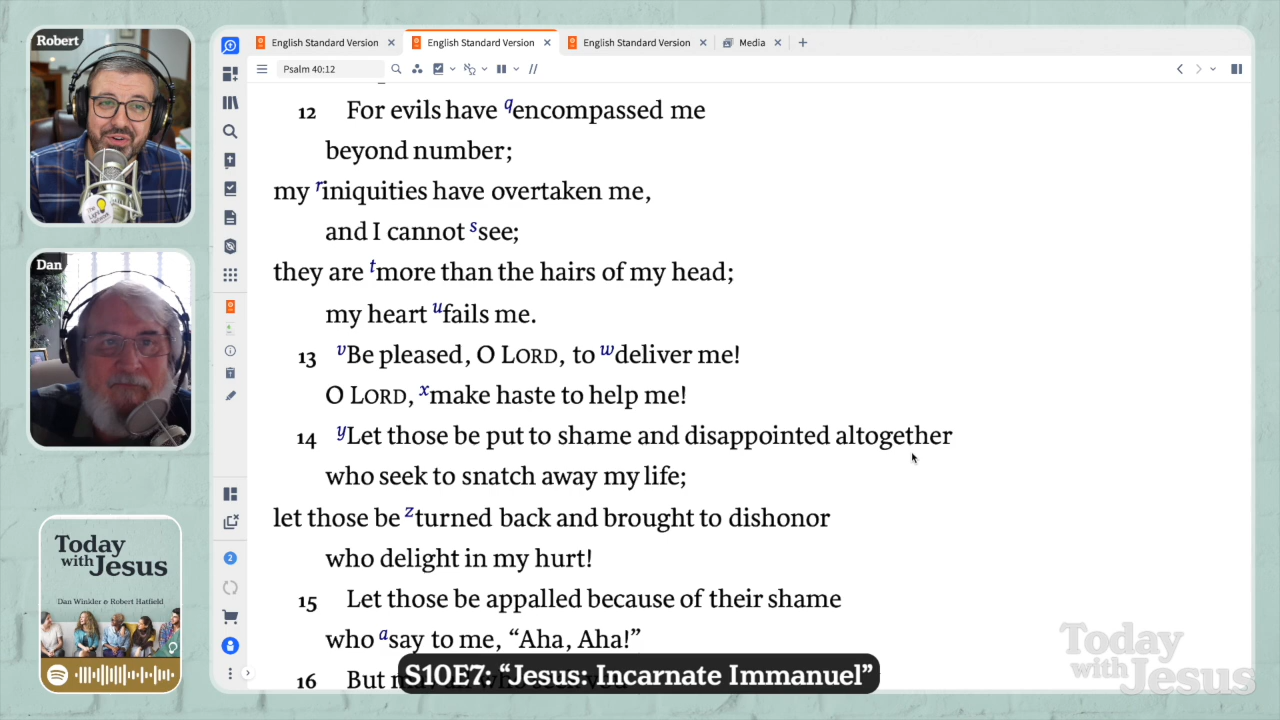 Robert
Dan
Today
with Jesus
Dan Winkler & Robert Hatfield
English Standard Version
English Standard Version
English Standard Version
Media
Psalm 40:12
12 For evils have qencompassed me
beyond number;
my riniquities have overtaken me,
and I cannot ssee;
they are tmore than the hairs of my head;
my heart ufails me.
13 vBe pleased, O LORD, to wdeliver me!
O LORD, xmake haste to help me!
14 yLet those be put to shame and disappointed altogether
who seek to snatch away my life;
let those be zturned back and brought to dishonor
who delight in my hurt!
15 Let those be appalled because of their shame
who asay to me, “Aha, Aha!”
16 But
2
S10E7: “Jesus: Incarnate Immanuel”
Today
with Jesus